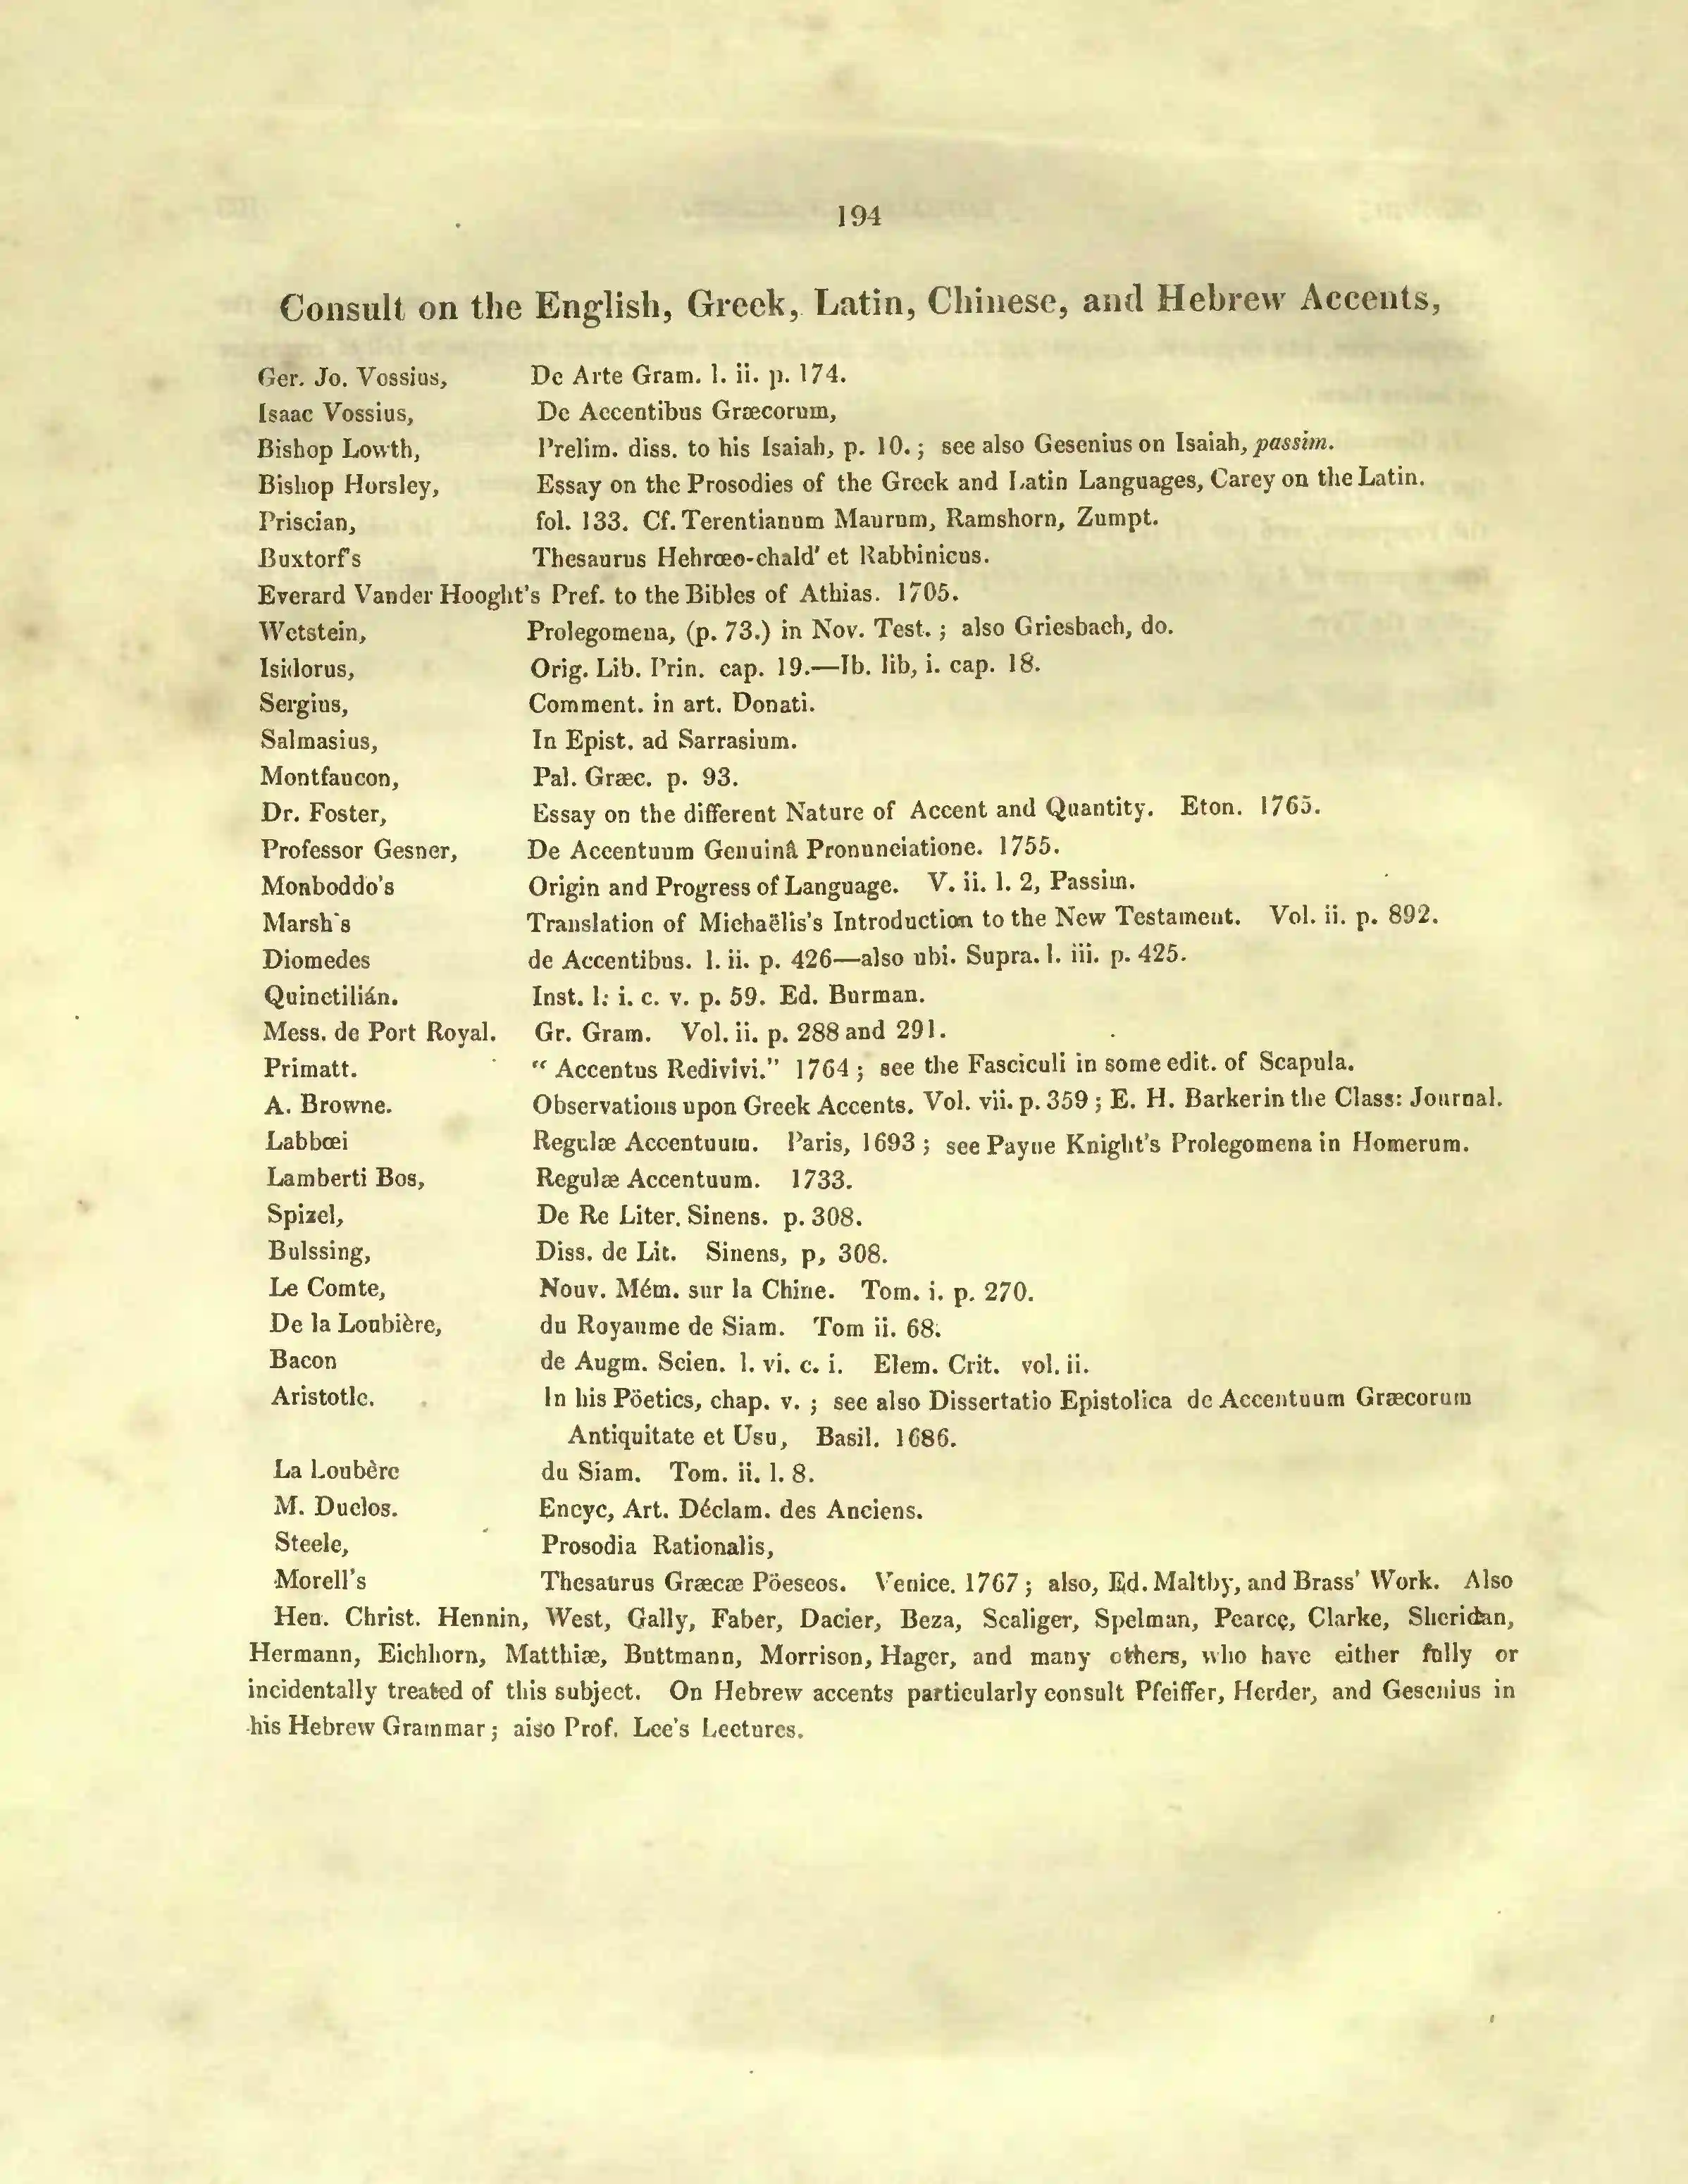 194
Consult on the English, Greek, Latin, Chinese, and Hebrew Accents,
Ger. Jo. Vossius, De Arte Gram. l. ii. p. 174.
Isaac Vossius, De Accentibus Græcorum,
Bishop Lowth, Prelim. diss. to his Isaiah, p. 10. ; see also Gesenius on Isaiah, passim.
Bishop Horsley, Essay on the Prosodies of the Greek and Latin Languages, Carey on the Latin.
Priscian, fol. 133. Cf. Terentianum Maurum, Ramshorn, Zumpt.
Buxtorf's Thesaurus Hebrœo-chald' et Rabbinicus.
Everard Vander Hooght's Pref. to the Bibles of Athias. 1705.
Wetstein, Prolegomena, (p. 73.) in Nov. Test. ; also Griesbach, do.
Isidorus, Orig. Lib. Prin. cap. 19.—Ib. lib, i. cap. 18.
Sergius, Comment. in art. Donati.
Salmasius, In Epist. ad Sarrasium.
Montfaucon, Pal. Græc. p. 93.
Dr. Foster, Essay on the different Nature of Accent and Quantity. Eton. 1765.
Professor Gesner, De Accentuum Genuinâ Pronunciatione. 1755.
Monboddo's Origin and Progress of Language. V. ii. l. 2, Passim.
Marsh's Translation of Michaëlis's Introduction to the New Testament. Vol. ii. p. 892.
Diomedes de Accentibus. l. ii. p. 426—also ubi. Supra. l. iii. p. 425.
Quinctilián. Inst. l: i. c. v. p. 59. Ed. Burman.
Mess. de Port Royal. Gr. Gram. Vol. ii. p. 288 and 291.
Primatt. “ Accentus Redivivi.” 1764 ; see the Fasciculi in some edit. of Scapula.
A. Browne. Observations upon Greek Accents. Vol. vii. p. 359 ; E. H. Barker in the Class: Journal.
Labbœi Regulæ Accentuum. Paris, 1693 ; see Payne Knight's Prolegomena in Homerum.
Lamberti Bos, Regulæ Accentuum. 1733.
Spizel, De Re Liter. Sinens. p. 308.
Bulssing, Diss. de Lit. Sinens, p, 308.
Le Comte, Nouv. Mém. sur la Chine. Tom. i. p. 270.
De la Loubière, du Royaume de Siam. Tom ii. 68.
Bacon de Augm. Scien. l. vi. c. i. Elem. Crit. vol. ii.
Aristotle. In his Pöetics, chap. v. ; see also Dissertatio Epistolica de Accentuum Græcorum
Antiquitate et Usu, Basil. 1686.
La Loubère du Siam. Tom. ii. l. 8.
M. Duclos. Encyc, Art. Déclam. des Anciens.
Steele, Prosodia Rationalis,
Morell's Thesaurus Græcæ Pöeseos. Venice. 1767 ; also, Ed. Maltby, and Brass' Work. Also
Hen. Christ. Hennin, West, Gally, Faber, Dacier, Beza, Scaliger, Spelman, Pearce, Clarke, Sheridan,
Hermann, Eichhorn, Matthiæ, Buttmann, Morrison, Hager, and many others, who have either fully or
incidentally treated of this subject. On Hebrew accents particularly consult Pfeiffer, Herder, and Gesenius in
his Hebrew Grammar ; also Prof. Lee's Lectures.